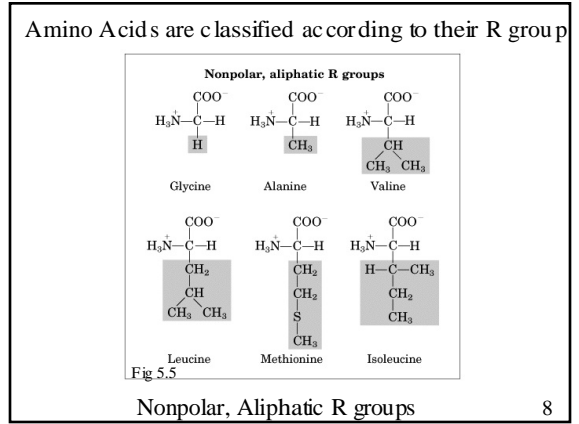 Amino Acids are classified according to their R group
Nonpolar, aliphatic R groups
COO⁻ COO⁻ COO⁻
H₃N⁺—C—H H₃N⁺—C—H H₃N⁺—C—H
H CH₃ CH
CH₃ CH₃
Glycine Alanine Valine
COO⁻ COO⁻ COO⁻
H₃N⁺—C—H H₃N⁺—C—H H₃N⁺—C—H
CH₂ CH₂ H—C—CH₃
CH CH₂ CH₂
CH₃ CH₃ S CH₃
CH₃
Leucine Methionine Isoleucine
Fig 5.5
Nonpolar, Aliphatic R groups 8